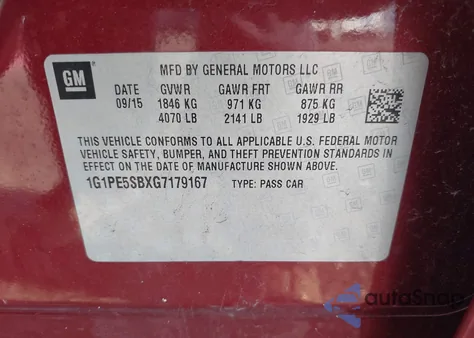 GM
MFD BY GENERAL MOTORS LLC
DATE GVWR GAWR FRT GAWR RR
09/15 1846 KG 971 KG 875 KG
4070 LB 2141 LB 1929 LB
THIS VEHICLE CONFORMS TO ALL APPLICABLE U.S. FEDERAL MOTOR
VEHICLE SAFETY, BUMPER, AND THEFT PREVENTION STANDARDS IN
EFFECT ON THE DATE OF MANUFACTURE SHOWN ABOVE.
1G1PE5SBXG7179167 TYPE: PASS CAR
autoSnap